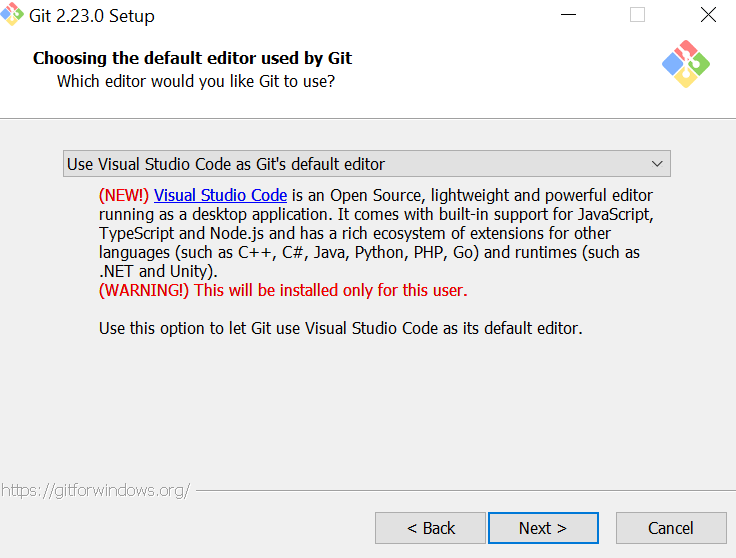 Git 2.23.0 Setup
Choosing the default editor used by Git
Which editor would you like Git to use?
Use Visual Studio Code as Git's default editor
(NEW!) Visual Studio Code is an Open Source, lightweight and powerful editor
running as a desktop application. It comes with built-in support for JavaScript,
TypeScript and Node.js and has a rich ecosystem of extensions for other
languages (such as C++, C#, Java, Python, PHP, Go) and runtimes (such as
.NET and Unity).
(WARNING!) This will be installed only for this user.
Use this option to let Git use Visual Studio Code as its default editor.
https://gitforwindows.org/
< Back Next > Cancel